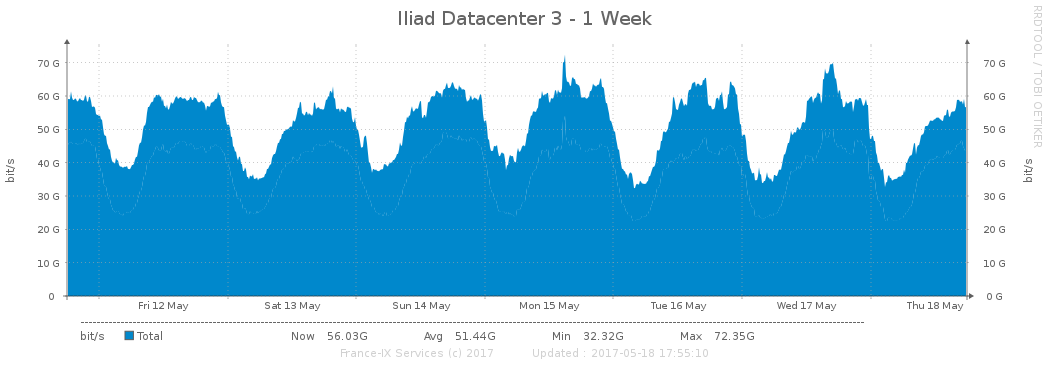 Iliad Datacenter 3 - 1 Week
RRDTOOL / TOBI OETIKER
bit/s
70 G 70 G
60 G 60 G
50 G 50 G
40 G 40 G
30 G 30 G
20 G 20 G
10 G 10 G
0 0 G
bit/s
Fri 12 May Sat 13 May Sun 14 May Mon 15 May Tue 16 May Wed 17 May Thu 18 May
bit/s Total Now 56.03G Avg 51.44G Min 32.32G Max 72.35G
France-IX Services (c) 2017 Updated : 2017-05-18 17:55:10